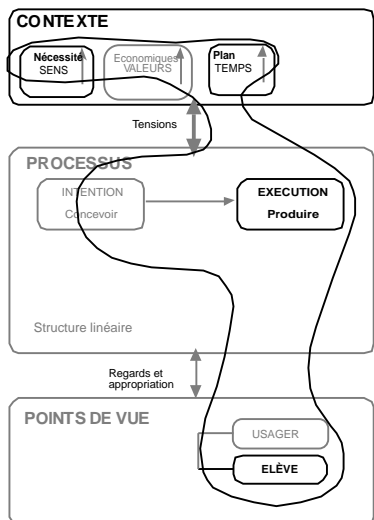 CONTEXTE
Nécessité
SENS
Economiques
VALEURS
Plan
TEMPS
Tensions
PROCESSUS
INTENTION
Concevoir
EXECUTION
Produire
Structure linéaire
Regards et
appropriation
POINTS DE VUE
USAGER
ELÈVE